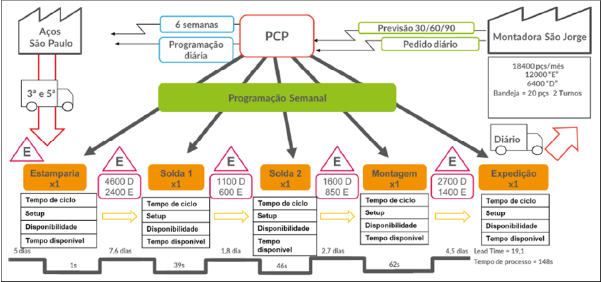 Aços
São Paulo
6 semanas
Programação
diária
PCP
Previsão 30/60/90
Pedido diário
Montadora São Jorge
18400 pçs/mês
12000 "E"
6400 "D"
Bandeja = 20 pçs 2 Turnos
3ª e 5ª
Programação Semanal
Diário
E
E
E
E
E
Estamparia
x1
4600 D
2400 E
Solda 1
x1
1100 D
600 E
Solda 2
x1
1600 D
850 E
Montagem
x1
2700 D
1400 E
Expedição
x1
Tempo de ciclo
Setup
Disponibilidade
Tempo disponível
Tempo de ciclo
Setup
Disponibilidade
Tempo disponível
Tempo de ciclo
Setup
Disponibilidade
Tempo
disponível
Tempo de ciclo
Setup
Disponibilidade
Tempo disponível
Tempo de ciclo
Setup
Disponibilidade
Tempo disponível
5 dias
7,6 dias
1,8 dia
2,7 dias
4,5 dias
Lead Time = 19,1
1s
39s
46s
62s
Tempo de processo = 148s